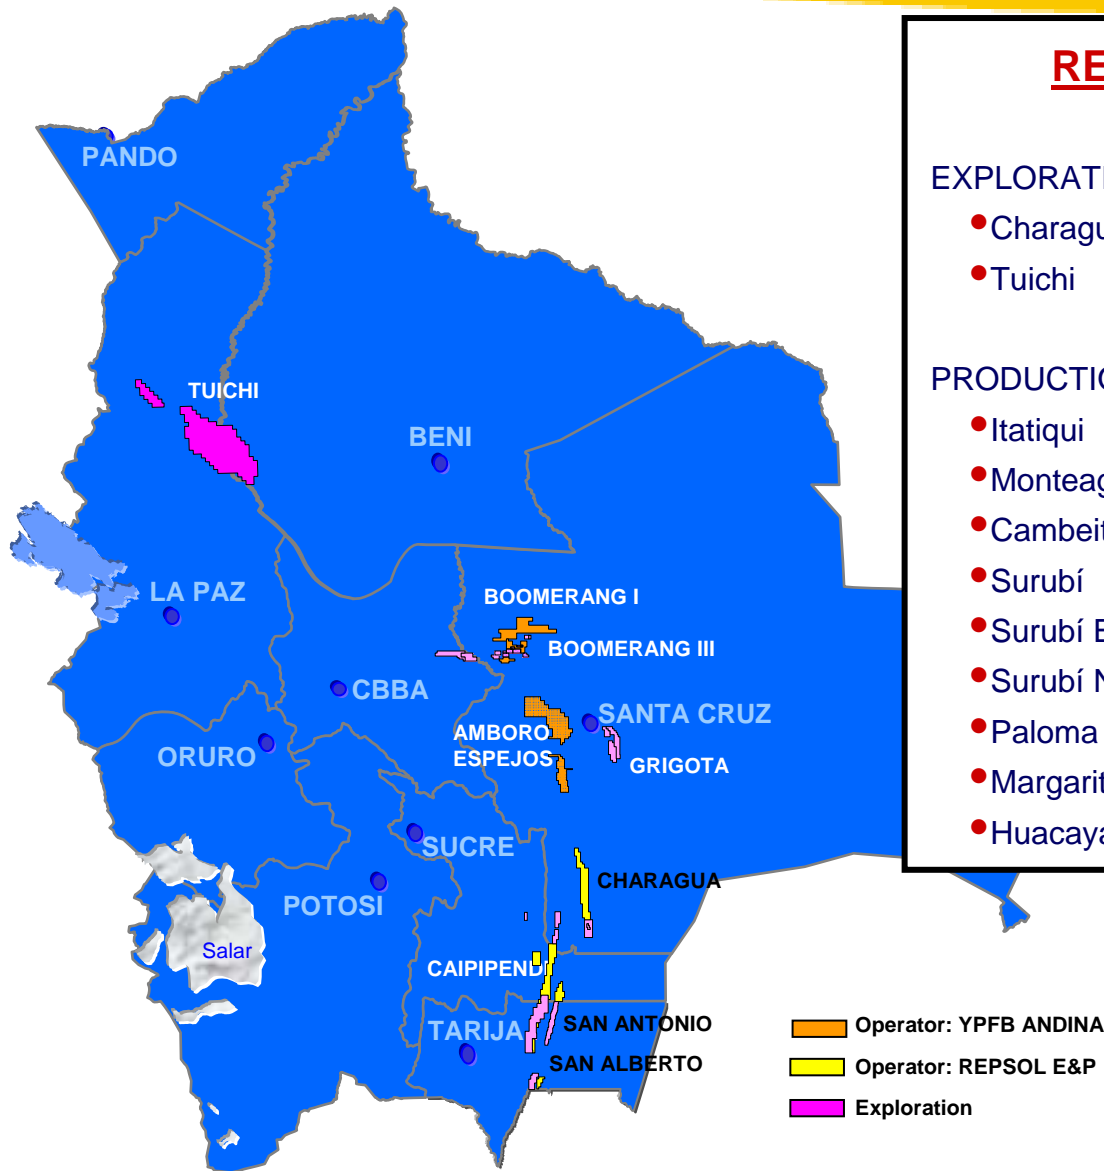 PANDO
TUICHI
BENI
LA PAZ
BOOMERANG I
BOOMERANG III
CBBA
SANTA CRUZ
AMBORO
ESPEJOS
ORURO
GRIGOTA
SUCRE
CHARAGUA
POTOSI
Salar
CAIPIPENDI
TARIJA
SAN ANTONIO
SAN ALBERTO
RE
EXPLORATI
•Charagu
•Tuichi
PRODUCTIO
•Itatiqui
•Monteag
•Cambeit
•Surubí
•Surubí B
•Surubí N
•Paloma
•Margarit
•Huacaya
Operator: YPFB ANDINA
Operator: REPSOL E&P
Exploration